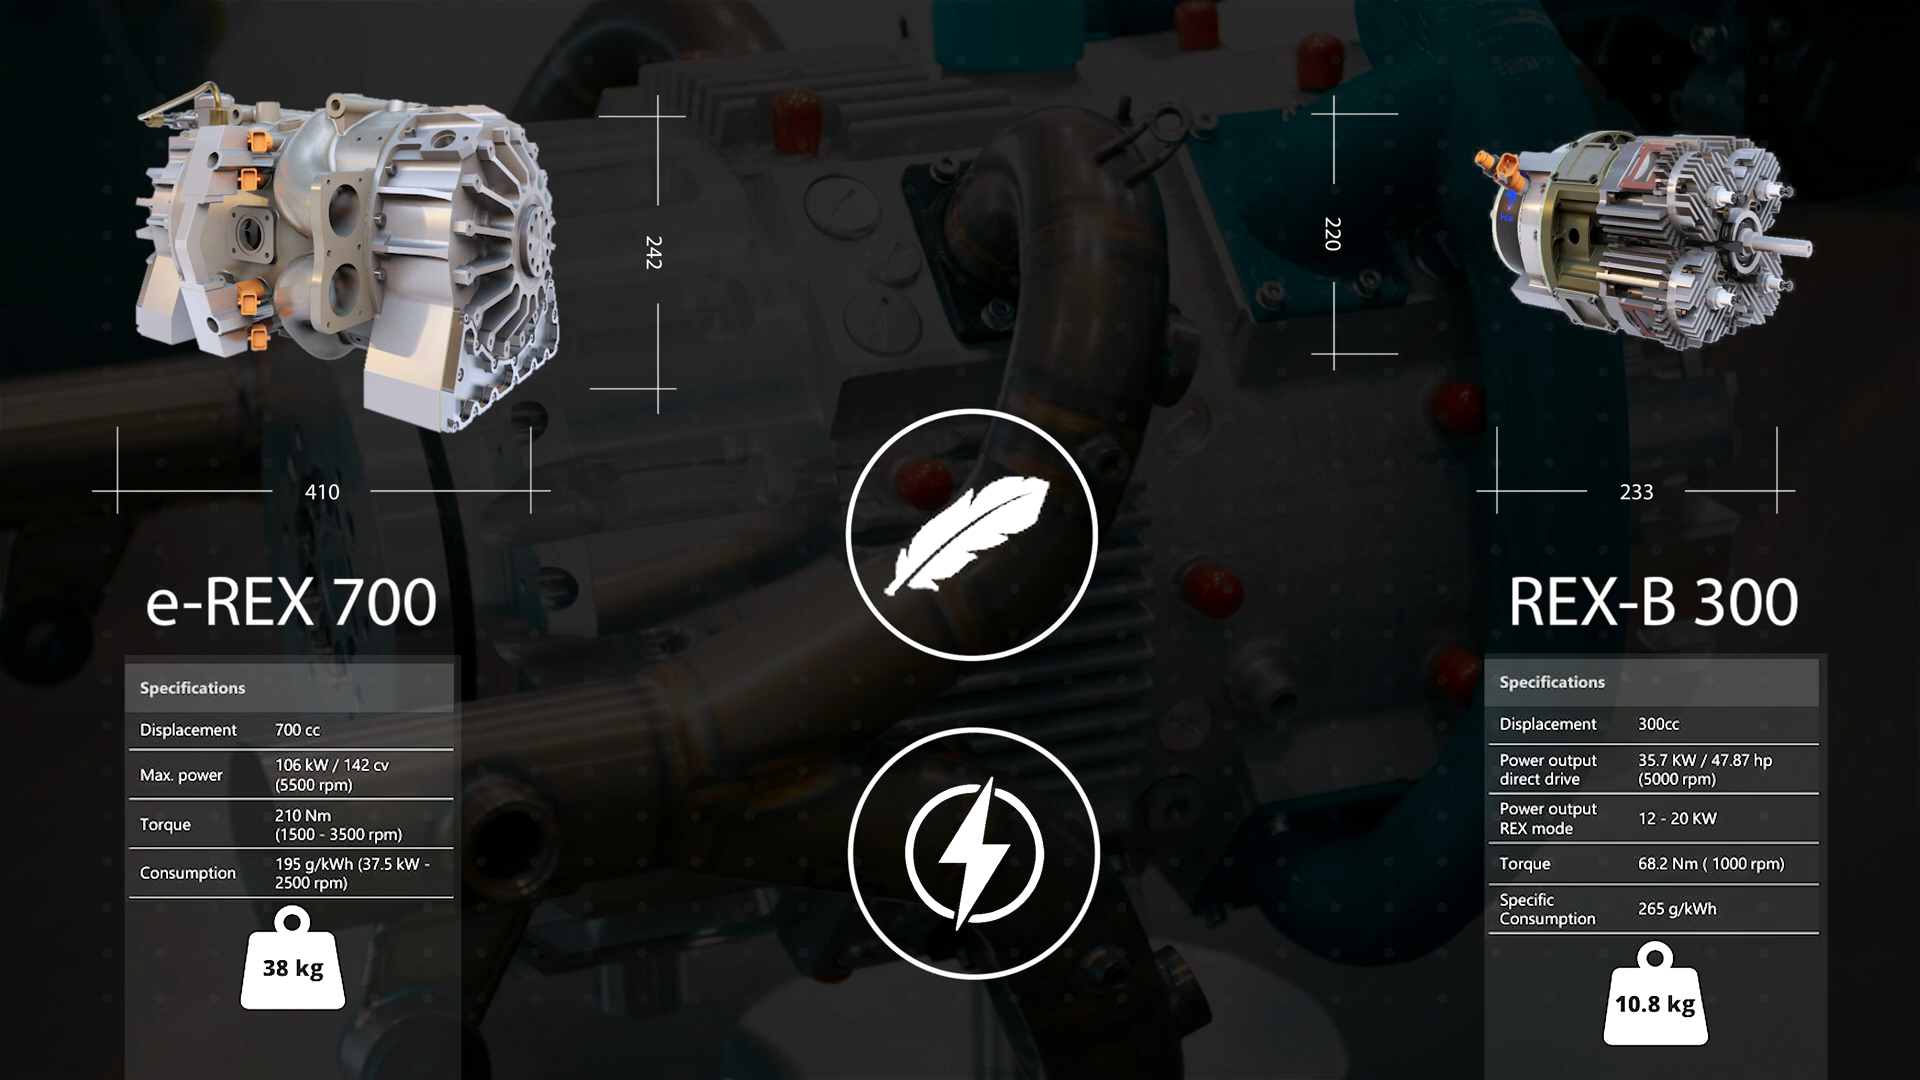 242
410
e-REX 700
Specifications
Displacement 700 cc
Max. power 106 kW / 142 cv
(5500 rpm)
Torque 210 Nm
(1500 - 3500 rpm)
Consumption 195 g/kWh (37.5 kW -
2500 rpm)
38 kg
220
233
REX-B 300
Specifications
Displacement 300cc
Power output
direct drive 35.7 KW / 47.87 hp
(5000 rpm)
Power output
REX mode 12 - 20 KW
Torque 68.2 Nm ( 1000 rpm)
Specific
Consumption 265 g/kWh
10.8 kg